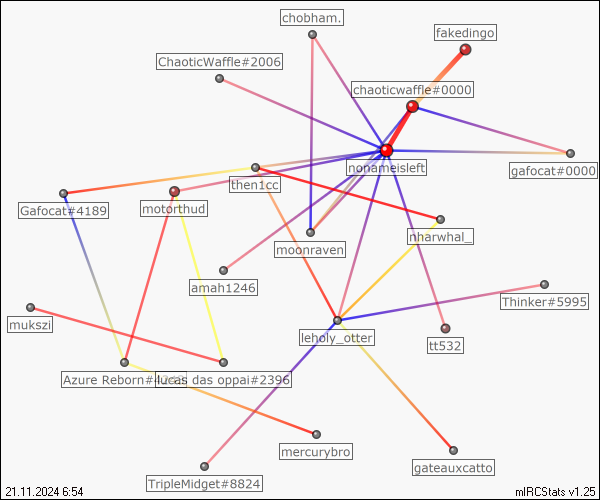 chobham.
fakedingo
ChaoticWaffle#2006
chaoticwaffle#0000
nonameisleft
gafocat#0000
then1cc
Gafocat#4189
motorthud
nharwhal_
moonraven
amah1246
Thinker#5995
mukszi
leholy_otter
tt532
Azure Reborn
lucas das oppai#2396
mercurybro
gateauxcatto
TripleMidget#8824
21.11.2024 6:54
mIRCStats v1.25